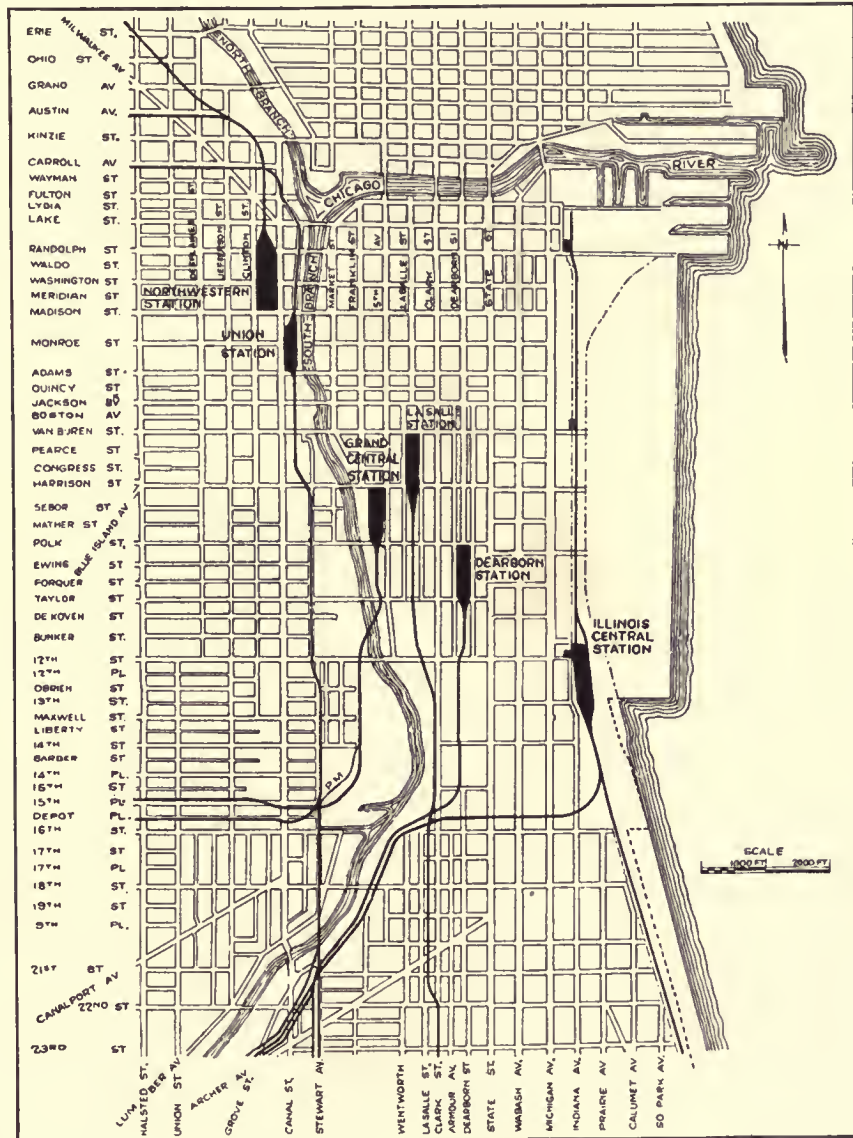 ERIE ST.
MILWAUKEE AV
OHIO ST
GRAND AV
AUSTIN AV.
KINZIE ST.
CARROLL AV
WAYMAN ST
FULTON ST
LYDIA ST.
LAKE ST.
RANDOLPH ST
WALDO ST.
WASHINGTON ST
MERIDIAN ST
MADISON ST.
MONROE ST
ADAMS ST.
QUINCY ST
JACKSON BV
BOSTON AV
VAN BUREN ST.
PEARCE ST
CONGRESS ST.
HARRISON ST
SEBOR ST
MATHER ST
BLUE ISLAND AV
POLK ST.
EWING ST
FORQUER ST
TAYLOR ST
DE KOVEN ST
BUNKER ST.
12TH ST
12TH PL
OBRIEN ST
13TH ST.
MAXWELL ST.
LIBERTY ST
14TH ST
BARBER ST
14TH PL.
15TH PL
DEPOT PL.
16TH ST.
17TH ST
17TH PL
18TH ST.
19TH ST
21ST ST
CANALPORT AV
22ND ST
23RD ST
NORTH BRANCH
CHICAGO
RIVER
DESPLAINES ST
JEFFERSON ST.
CLINTON ST.
SOUTH BRANCH
MARKET ST
FRANKLIN ST
5TH AV
LASALLE ST
CLARK ST
DEARBORN ST
STATE ST
N
NORTHWESTERN
STATION
UNION
STATION
LA SALLE
STATION
GRAND
CENTRAL
STATION
DEARBORN
STATION
ILLINOIS
CENTRAL
STATION
P.M.
SCALE
1000 FT 2000 FT
LUMBER AV
HALSTED ST.
UNION ST
ARCHER AV
GROVE ST.
CANAL ST.
STEWART AV.
WENTWORTH
LASALLE ST.
CLARK ST.
ARMOUR AV.
DEARBORN ST
STATE ST.
WABASH AV.
MICHIGAN AV.
INDIANA AV.
PRAIRIE AV
CALUMET AV
SO PARK AV.